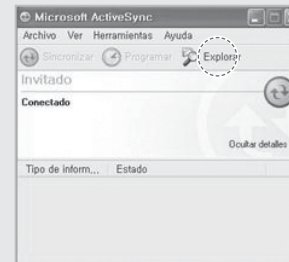 Microsoft ActiveSync
Archivo Ver Herramientas Ayuda
Sincronizar Programar Explorar
Invitado
Conectado
Ocultar detalles
Tipo de inform... Estado